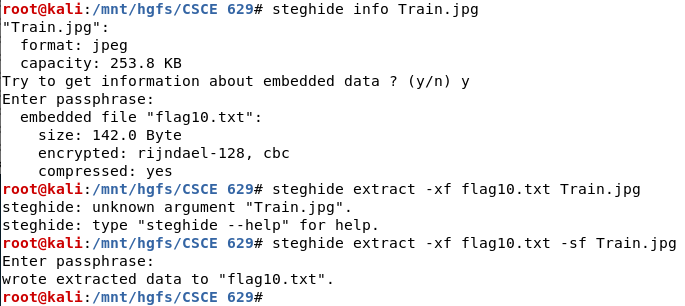 root@kali:/mnt/hgfs/CSCE 629# steghide info Train.jpg
"Train.jpg":
  format: jpeg
  capacity: 253.8 KB
Try to get information about embedded data ? (y/n) y
Enter passphrase:
  embedded file "flag10.txt":
    size: 142.0 Byte
    encrypted: rijndael-128, cbc
    compressed: yes
root@kali:/mnt/hgfs/CSCE 629# steghide extract -xf flag10.txt Train.jpg
steghide: unknown argument "Train.jpg".
steghide: type "steghide --help" for help.
root@kali:/mnt/hgfs/CSCE 629# steghide extract -xf flag10.txt -sf Train.jpg
Enter passphrase:
wrote extracted data to "flag10.txt".
root@kali:/mnt/hgfs/CSCE 629#